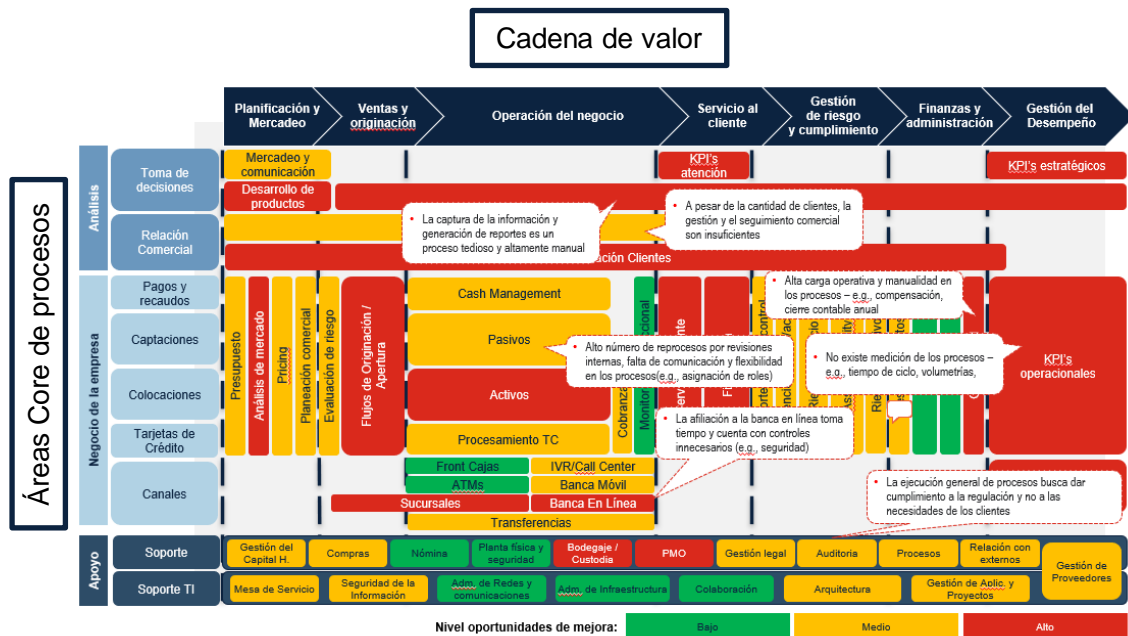 Cadena de valor
Áreas Core de procesos
Planificación y
Mercadeo
Ventas y
originación
Operación del negocio
Servicio al
cliente
Gestión
de riesgo
y cumplimiento
Finanzas y
administración
Gestión del
Desempeño
Análisis
Toma de
decisiones
Mercadeo y
comunicación
KPI's
atención
KPI's estratégicos
Desarrollo de
productos
Relación
Comercial
• La captura de la información y
generación de reportes es un
proceso tedioso y altamente manual
• A pesar de la cantidad de clientes, la
gestión y el seguimiento comercial
son insuficientes
Clientes
Negocio de la empresa
Pagos y
recaudos
Captaciones
Colocaciones
Tarjetas de
Crédito
Canales
Presupuesto
Análisis de mercado
Pricing
Planeación comercial
Evaluación de riesgo
Flujos de Originación /
Apertura
Cash Management
Pasivos
Activos
Procesamiento TC
Cobranza
• Alta carga operativa y manualidad en
los procesos – e.g., compensación,
cierre contable anual
• Alto número de reprocesos por revisiones
internas, falta de comunicación y flexibilidad
en los procesos(e.g., asignación de roles)
• No existe medición de los procesos –
e.g., tiempo de ciclo, volumetrías,
KPI's
operacionales
• La afiliación a la banca en línea toma
tiempo y cuenta con controles
innecesarios (e.g., seguridad)
Front Cajas
IVR/Call Center
ATMs
Banca Móvil
Sucursales
Banca En Línea
Transferencias
• La ejecución general de procesos busca dar
cumplimiento a la regulación y no a las
necesidades de los clientes
Apoyo
Soporte
Gestión del
Capital H.
Compras
Nómina
Planta física y
seguridad
Bodegaje /
Custodia
PMO
Gestión legal
Auditoria
Procesos
Relación con
externos
Gestión de
Proveedores
Soporte TI
Mesa de Servicio
Seguridad de la
Información
Adm. de Redes y
comunicaciones
Adm. de Infraestructura
Colaboración
Arquitectura
Gestión de Aplic. y
Proyectos
Nivel oportunidades de mejora:
Bajo
Medio
Alto